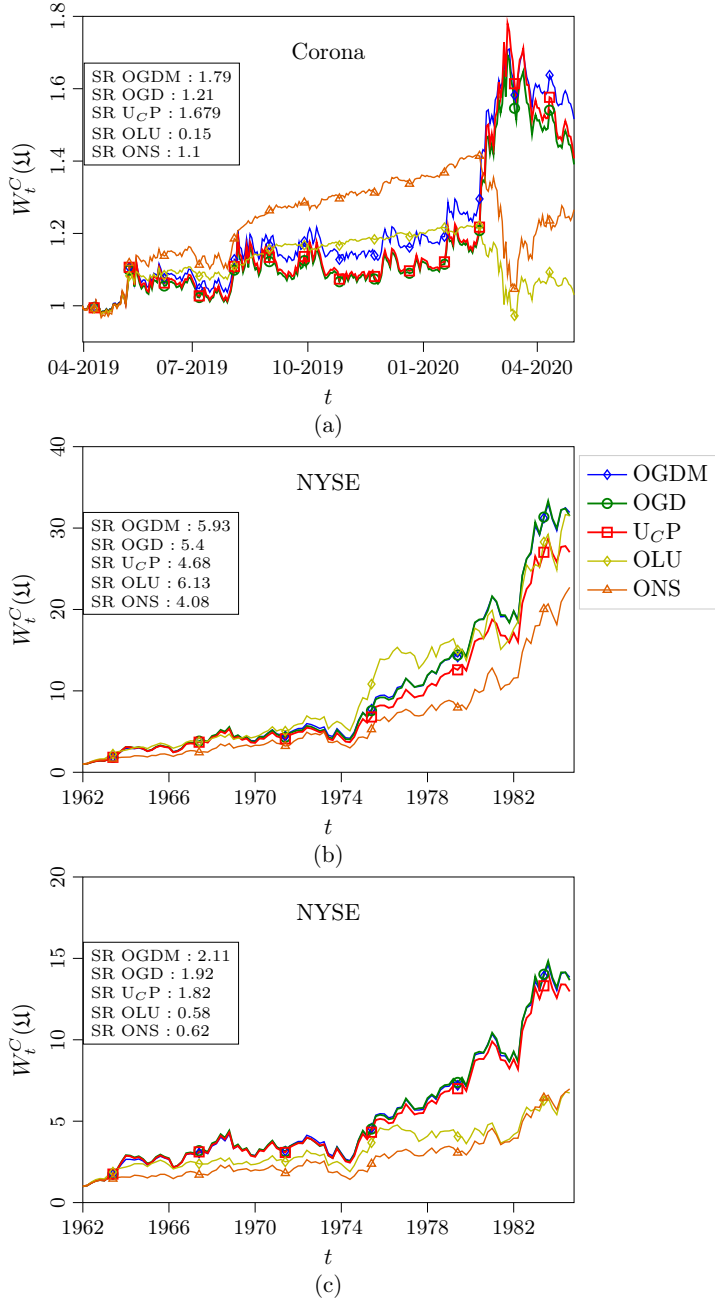 1.8
1.6
1.4
1.2
1
W_t^C(𝔘)
Corona
SR OGDM : 1.79
SR OGD : 1.21
SR U_CP : 1.679
SR OLU : 0.15
SR ONS : 1.1
04-2019 07-2019 10-2019 01-2020 04-2020
t
(a)
40
30
20
10
0
W_t^C(𝔘)
NYSE
SR OGDM : 5.93
SR OGD : 5.4
SR U_CP : 4.68
SR OLU : 6.13
SR ONS : 4.08
1962 1966 1970 1974 1978 1982
t
(b)
OGDM
OGD
U_CP
OLU
ONS
20
15
10
5
0
W_t^C(𝔘)
NYSE
SR OGDM : 2.11
SR OGD : 1.92
SR U_CP : 1.82
SR OLU : 0.58
SR ONS : 0.62
1962 1966 1970 1974 1978 1982
t
(c)